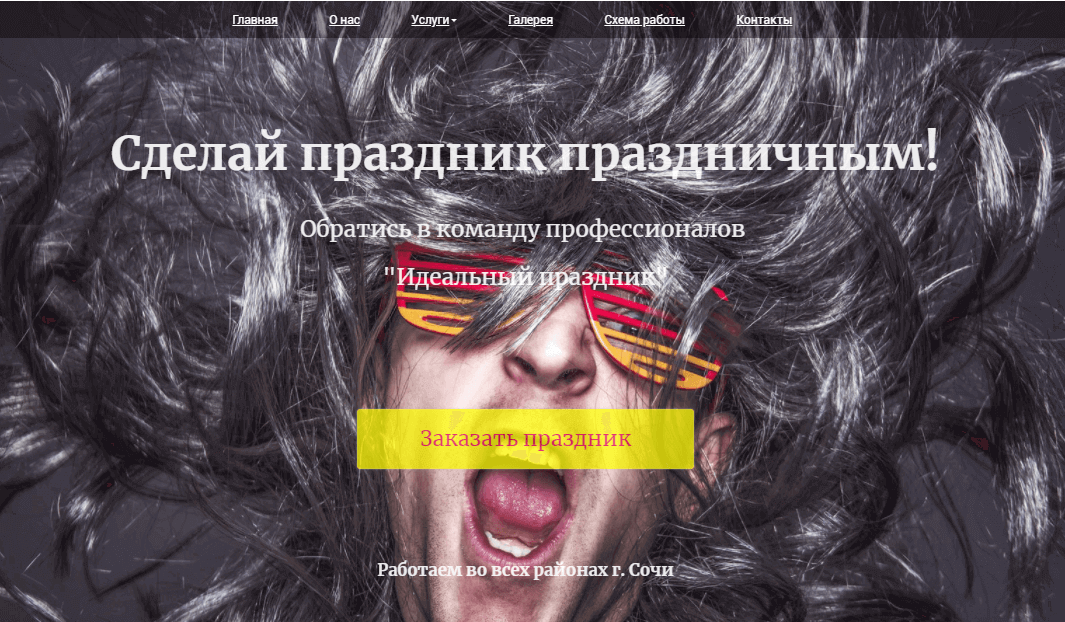 Главная О нас Услуги Галерея Схема работы Контакты
Сделай праздник праздничным!
Обратись в команду профессионалов
"Идеальный праздник"
Заказать праздник
Работаем во всех районах г. Сочи